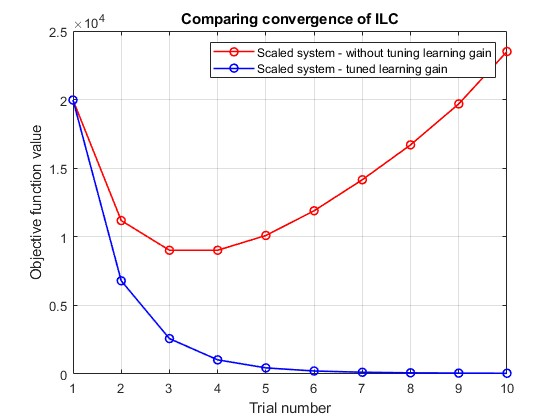 Comparing convergence of ILC
×10⁴
2.5
2
1.5
1
0.5
0
Objective function value
Scaled system - without tuning learning gain
Scaled system - tuned learning gain
1 2 3 4 5 6 7 8 9 10
Trial number